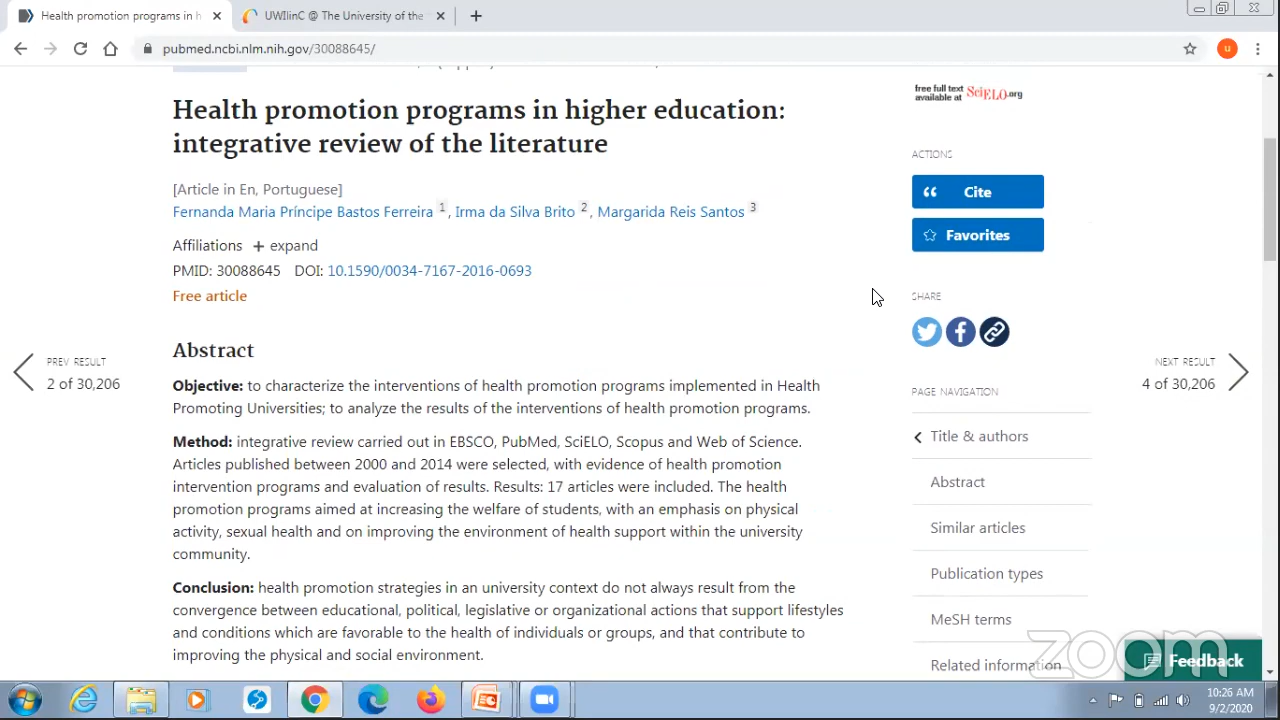 Health promotion programs in h
UWIlinC @ The University of the
pubmed.ncbi.nlm.nih.gov/30088645/
u
Health promotion programs in higher education:
integrative review of the literature
[Article in En, Portuguese]
Fernanda Maria Príncipe Bastos Ferreira 1, Irma da Silva Brito 2, Margarida Reis Santos 3
Affiliations + expand
PMID: 30088645 DOI: 10.1590/0034-7167-2016-0693
Free article
Abstract
Objective: to characterize the interventions of health promotion programs implemented in Health
Promoting Universities; to analyze the results of the interventions of health promotion programs.
Method: integrative review carried out in EBSCO, PubMed, SciELO, Scopus and Web of Science.
Articles published between 2000 and 2014 were selected, with evidence of health promotion
intervention programs and evaluation of results. Results: 17 articles were included. The health
promotion programs aimed at increasing the welfare of students, with an emphasis on physical
activity, sexual health and on improving the environment of health support within the university
community.
Conclusion: health promotion strategies in an university context do not always result from the
convergence between educational, political, legislative or organizational actions that support lifestyles
and conditions which are favorable to the health of individuals or groups, and that contribute to
improving the physical and social environment.
PREV RESULT
2 of 30,206
NEXT RESULT
4 of 30,206
free full text
available at SciELO.org
ACTIONS
Cite
Favorites
SHARE
PAGE NAVIGATION
Title & authors
Abstract
Similar articles
Publication types
MeSH terms
Related information
zoom
Feedback
10:26 AM
9/2/2020